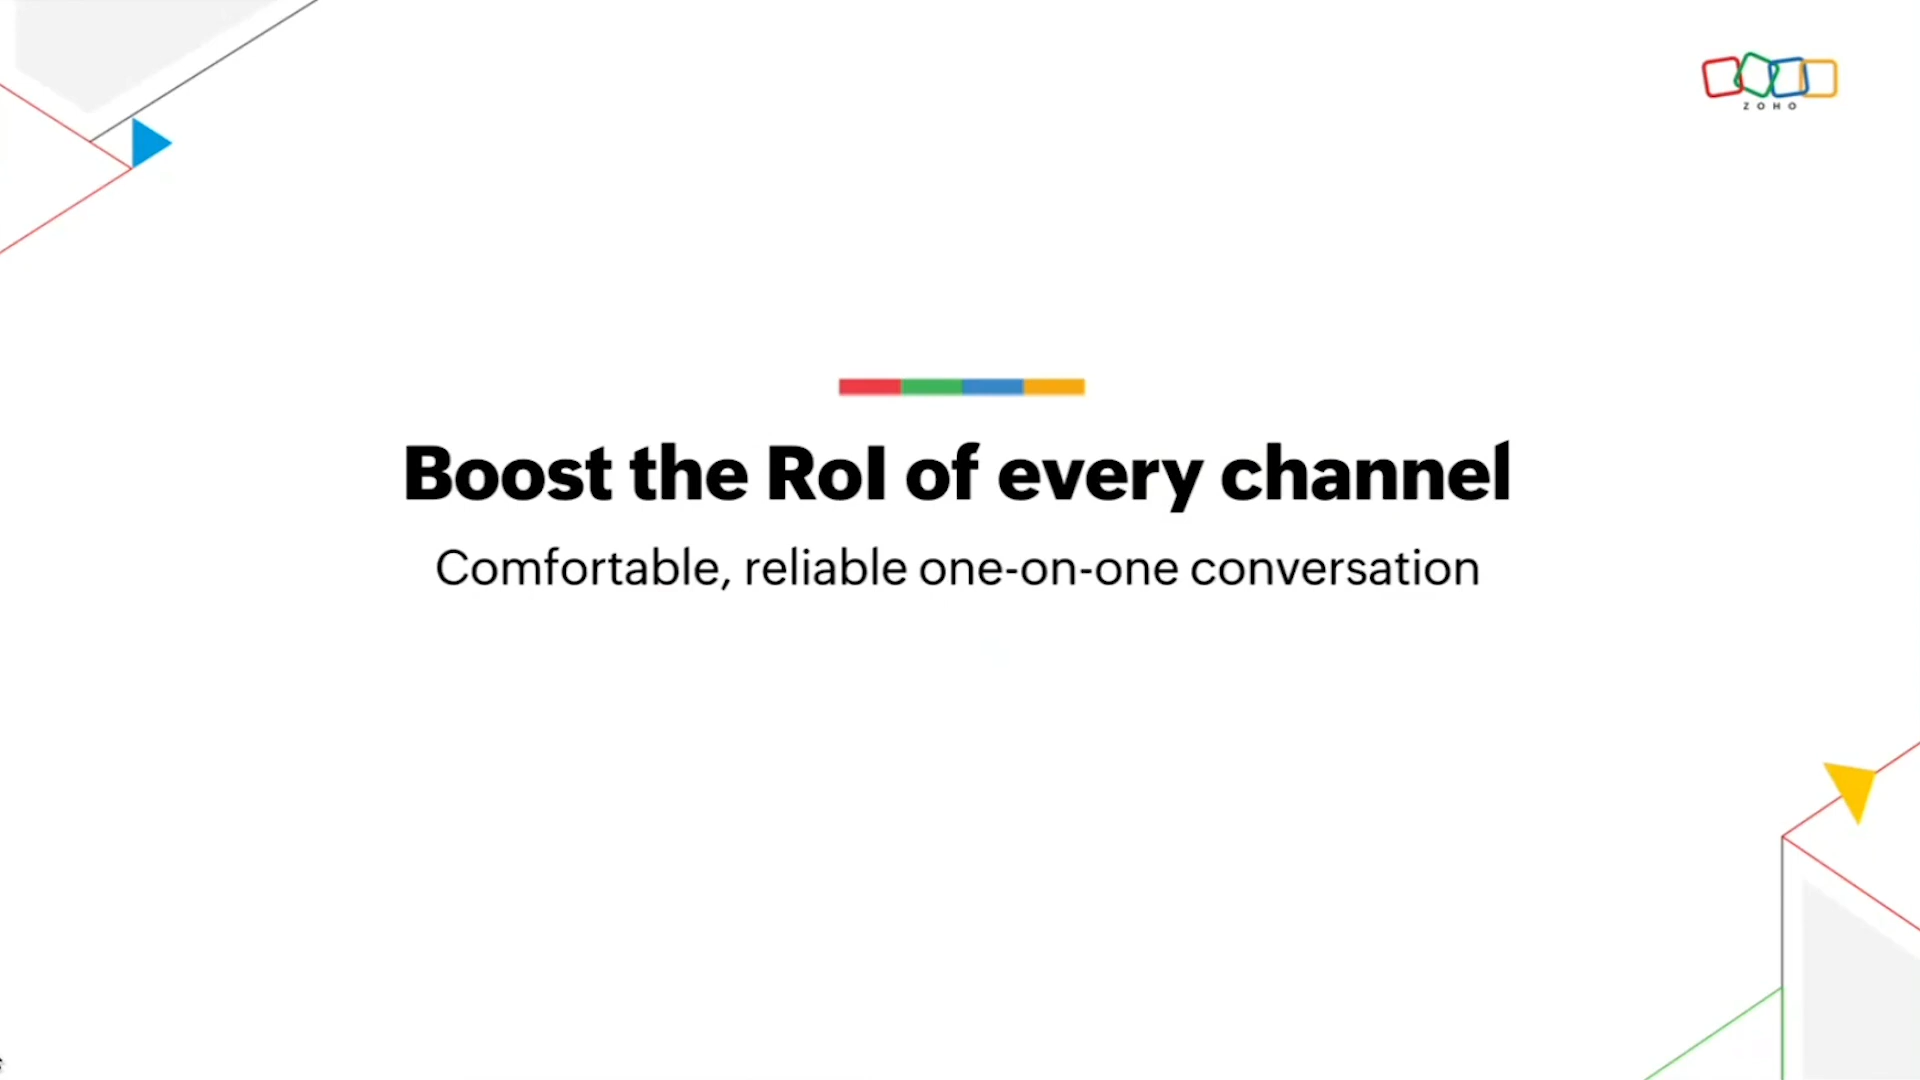 ZOHO
Boost the RoI of every channel
Comfortable, reliable one-on-one conversation